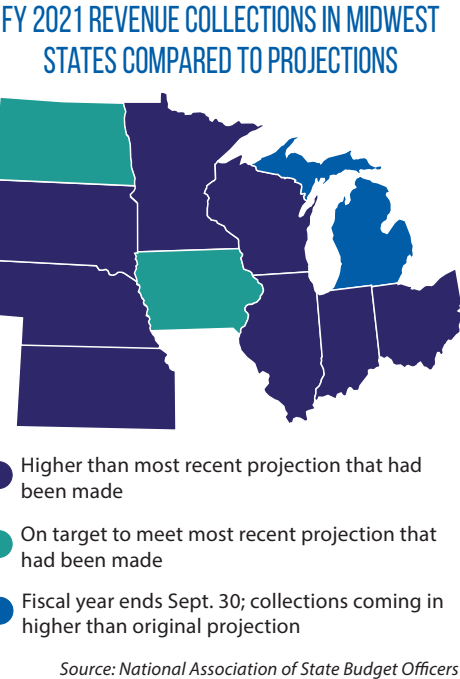 FY 2021 REVENUE COLLECTIONS IN MIDWEST
STATES COMPARED TO PROJECTIONS
Higher than most recent projection that had
been made
On target to meet most recent projection that
had been made
Fiscal year ends Sept. 30; collections coming in
higher than original projection
Source: National Association of State Budget Officers